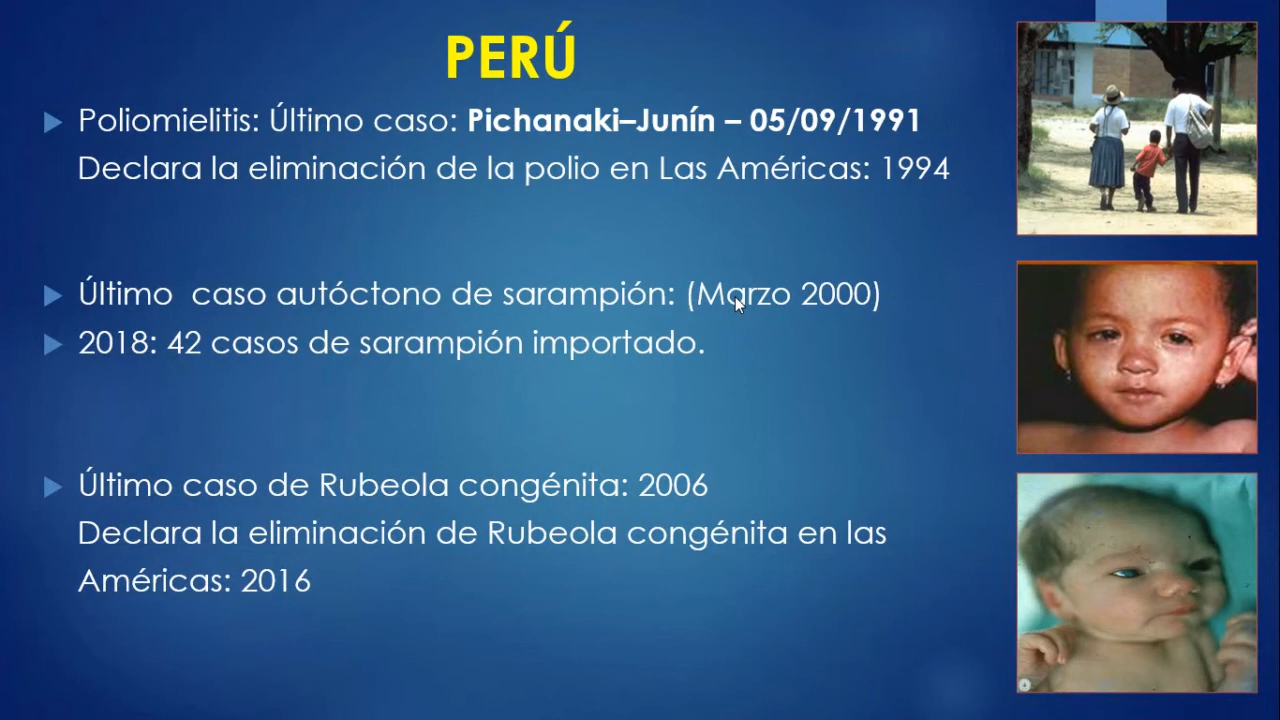 PERÚ
Poliomielitis: Último caso: Pichanaki–Junín – 05/09/1991
Declara la eliminación de la polio en Las Américas: 1994
Último caso autóctono de sarampión: (Marzo 2000)
2018: 42 casos de sarampión importado.
Último caso de Rubeola congénita: 2006
Declara la eliminación de Rubeola congénita en las
Américas: 2016